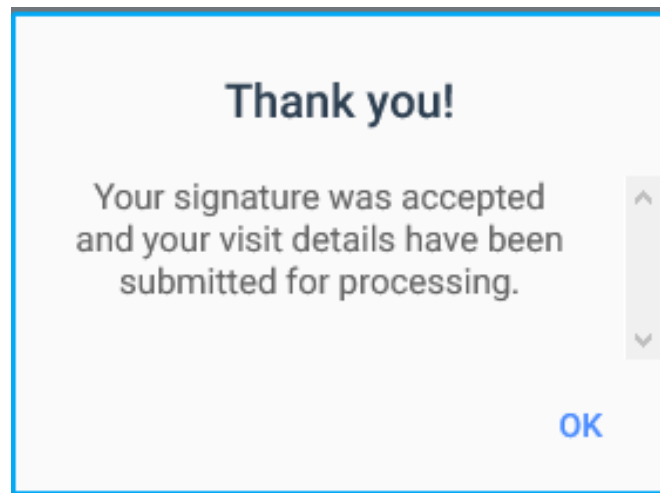 Thank you!
Your signature was accepted
and your visit details have been
submitted for processing.
OK